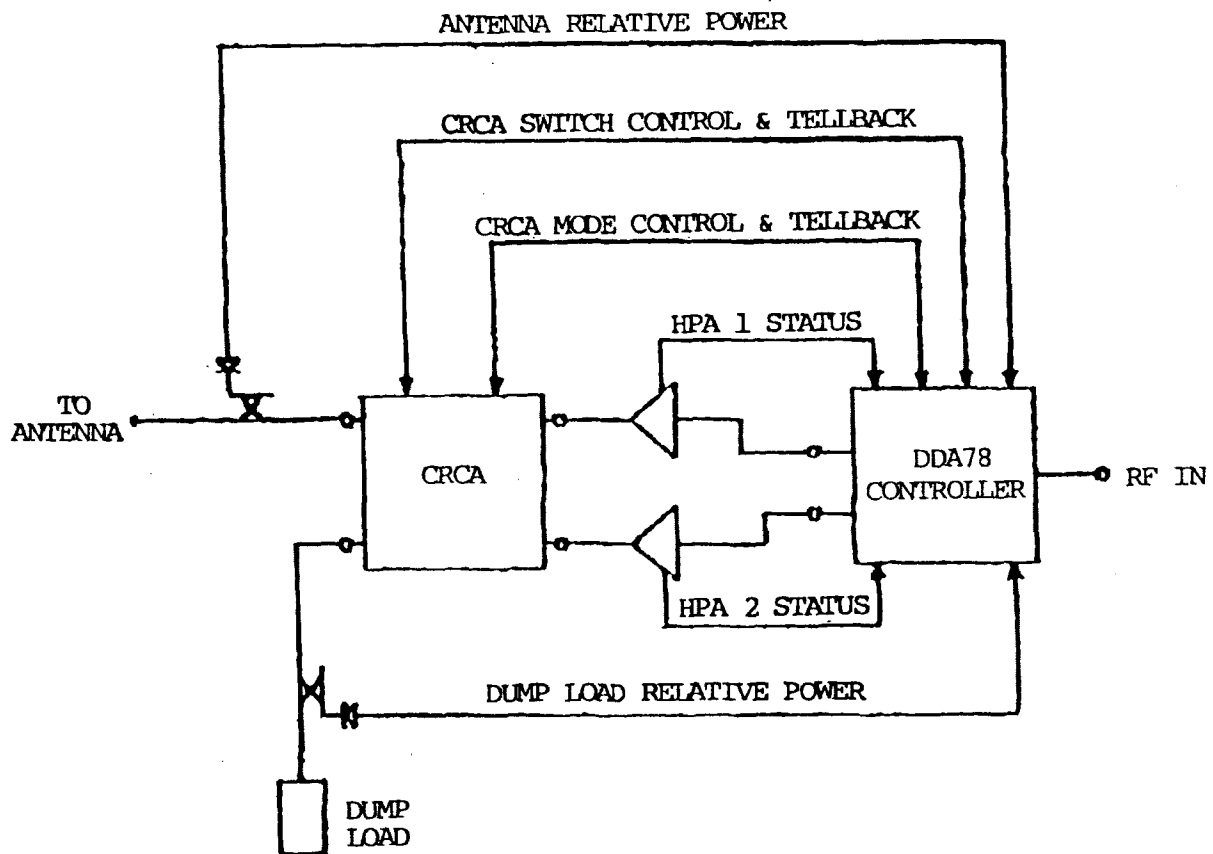 ANTENNA RELATIVE POWER
CRCA SWITCH CONTROL & TELLBACK
CRCA MODE CONTROL & TELLBACK
HPA 1 STATUS
TO
ANTENNA
CRCA
DDA78
CONTROLLER
RF IN
HPA 2 STATUS
DUMP LOAD RELATIVE POWER
DUMP
LOAD